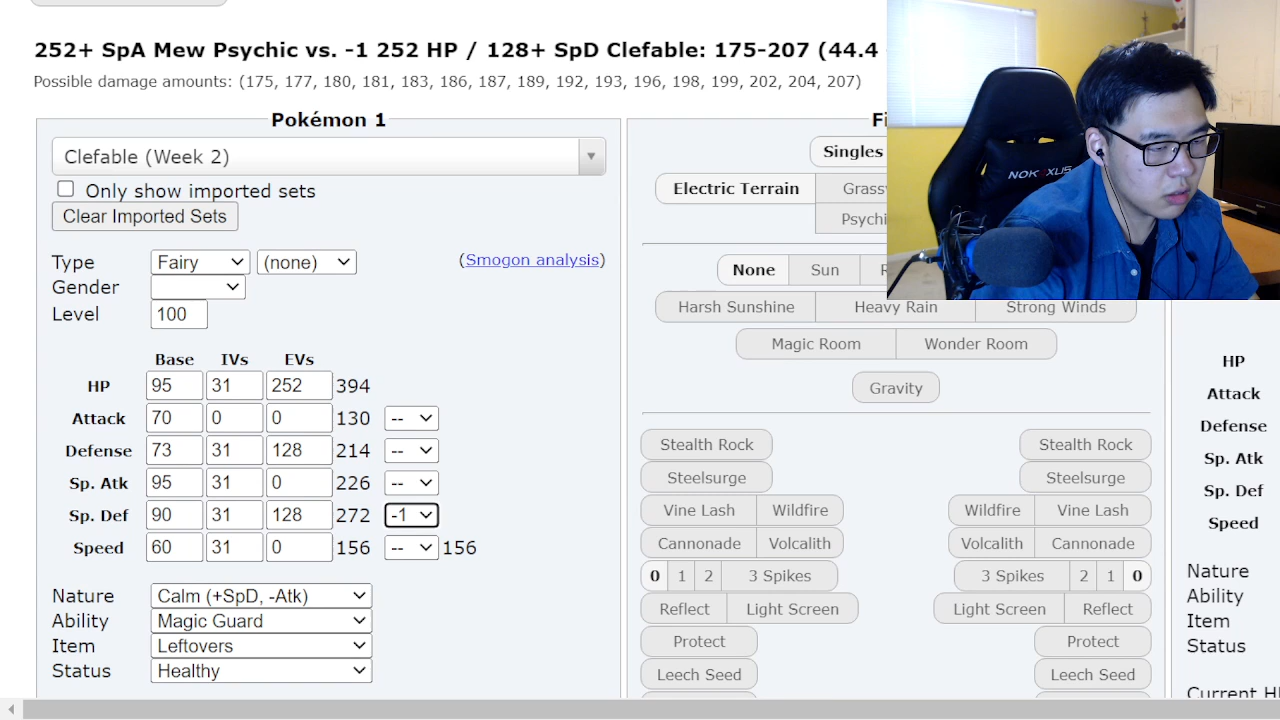 252+ SpA Mew Psychic vs. -1 252 HP / 128+ SpD Clefable: 175-207 (44.4
Possible damage amounts: (175, 177, 180, 181, 183, 186, 187, 189, 192, 193, 196, 198, 199, 202, 204, 207)
Pokémon 1
Clefable (Week 2)
Only show imported sets
Clear Imported Sets
Type Fairy (none) (Smogon analysis)
Gender
Level 100
Base IVs EVs
HP 95 31 252 394
Attack 70 0 0 130 --
Defense 73 31 128 214 --
Sp. Atk 95 31 0 226 --
Sp. Def 90 31 128 272 -1
Speed 60 31 0 156 -- 156
Nature Calm (+SpD, -Atk)
Ability Magic Guard
Item Leftovers
Status Healthy
Fi
Singles
Electric Terrain Grass
Psychi
None Sun R
Harsh Sunshine Heavy Rain Strong Winds
Magic Room Wonder Room
Gravity
Stealth Rock Stealth Rock
Steelsurge Steelsurge
Vine Lash Wildfire Wildfire Vine Lash
Cannonade Volcalith Volcalith Cannonade
0 1 2 3 Spikes 3 Spikes 2 1 0
Reflect Light Screen Light Screen Reflect
Protect Protect
Leech Seed Leech Seed
HP
Attack
Defense
Sp. Atk
Sp. Def
Speed
Nature
Ability
Item
Status
Current H